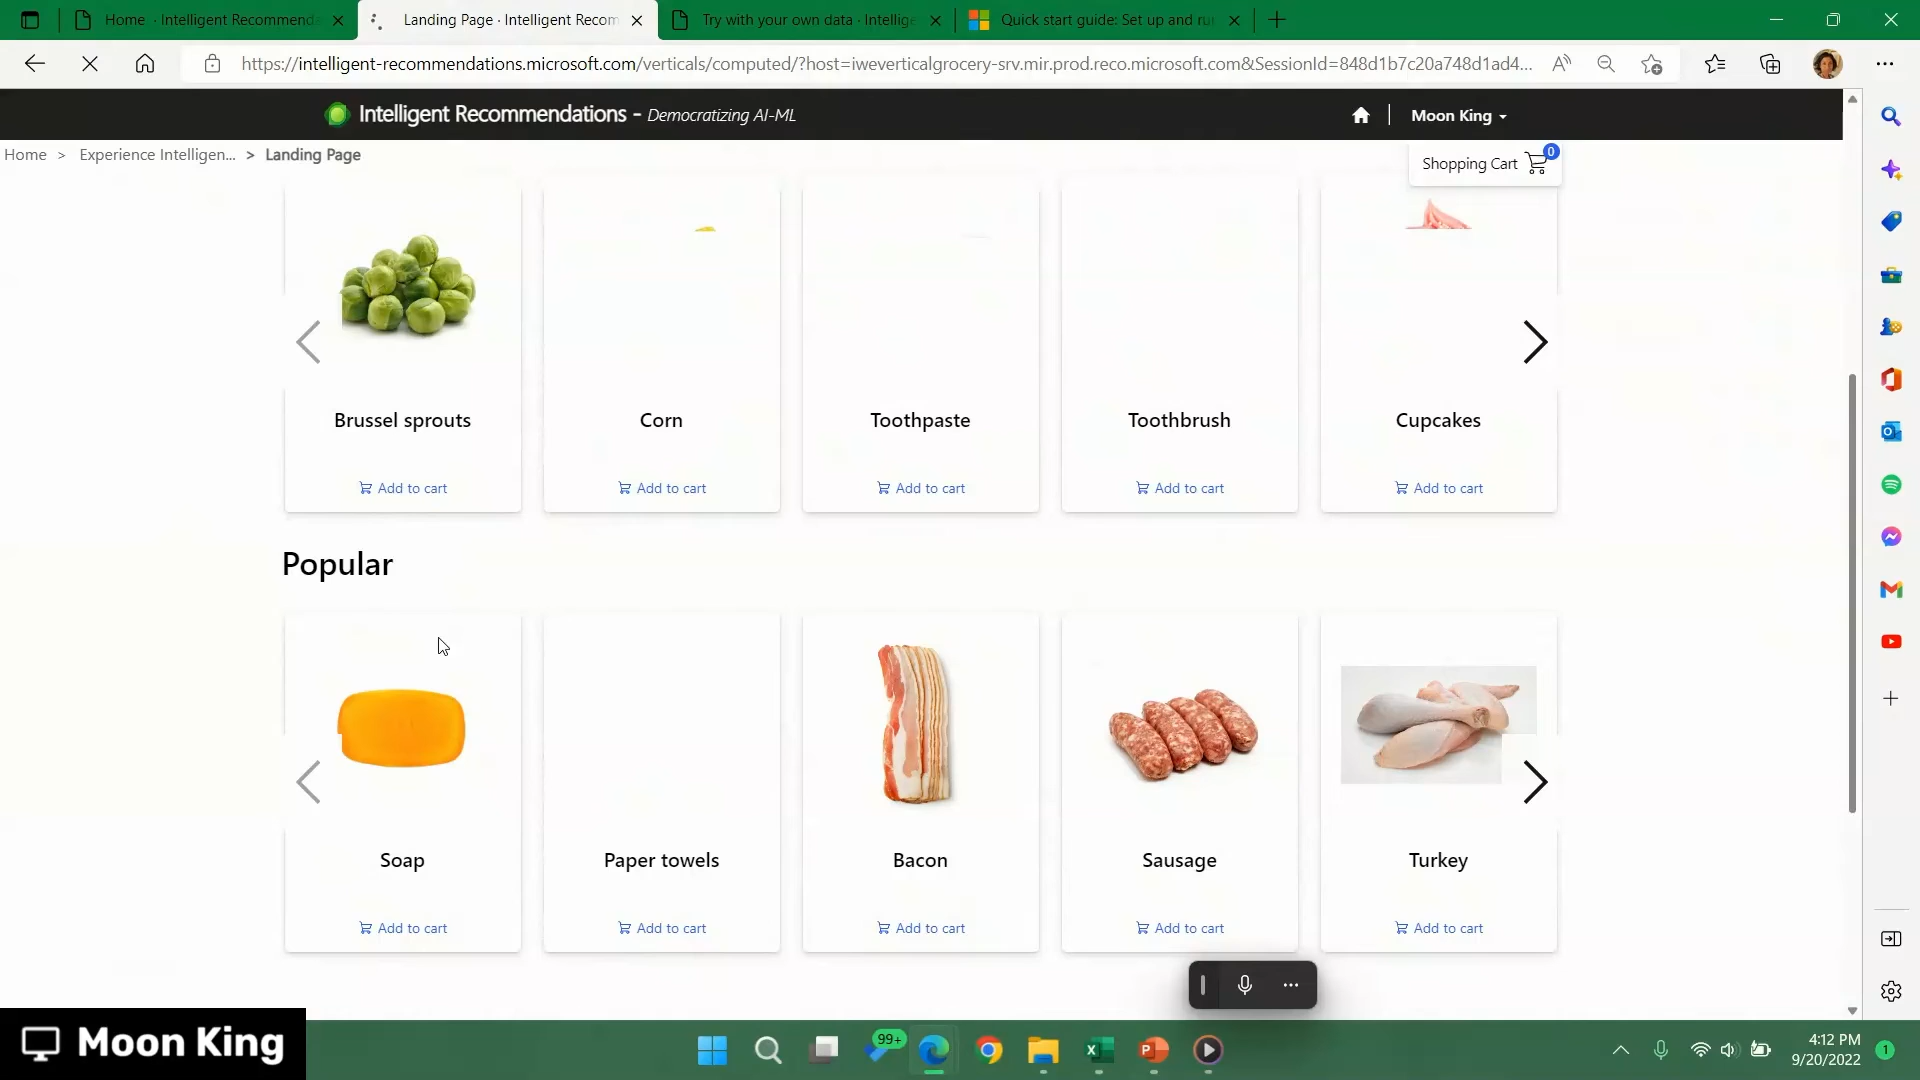 Home · Intelligent Recommenda
Landing Page · Intelligent Recom
Try with your own data · Intellige
Quick start guide: Set up and ru
https://intelligent-recommendations.microsoft.com/verticals/computed/?host=iweverticalgrocery-srv.mir.prod.reco.microsoft.com&SessionId=848d1b7c20a748d1ad4...
Intelligent Recommendations - Democratizing AI-ML
Moon King
Home > Experience Intelligen... > Landing Page
Shopping Cart 0
Brussel sprouts
Corn
Toothpaste
Toothbrush
Cupcakes
Add to cart
Add to cart
Add to cart
Add to cart
Add to cart
Popular
Soap
Paper towels
Bacon
Sausage
Turkey
Add to cart
Add to cart
Add to cart
Add to cart
Add to cart
Moon King
99+
4:12 PM
9/20/2022
1